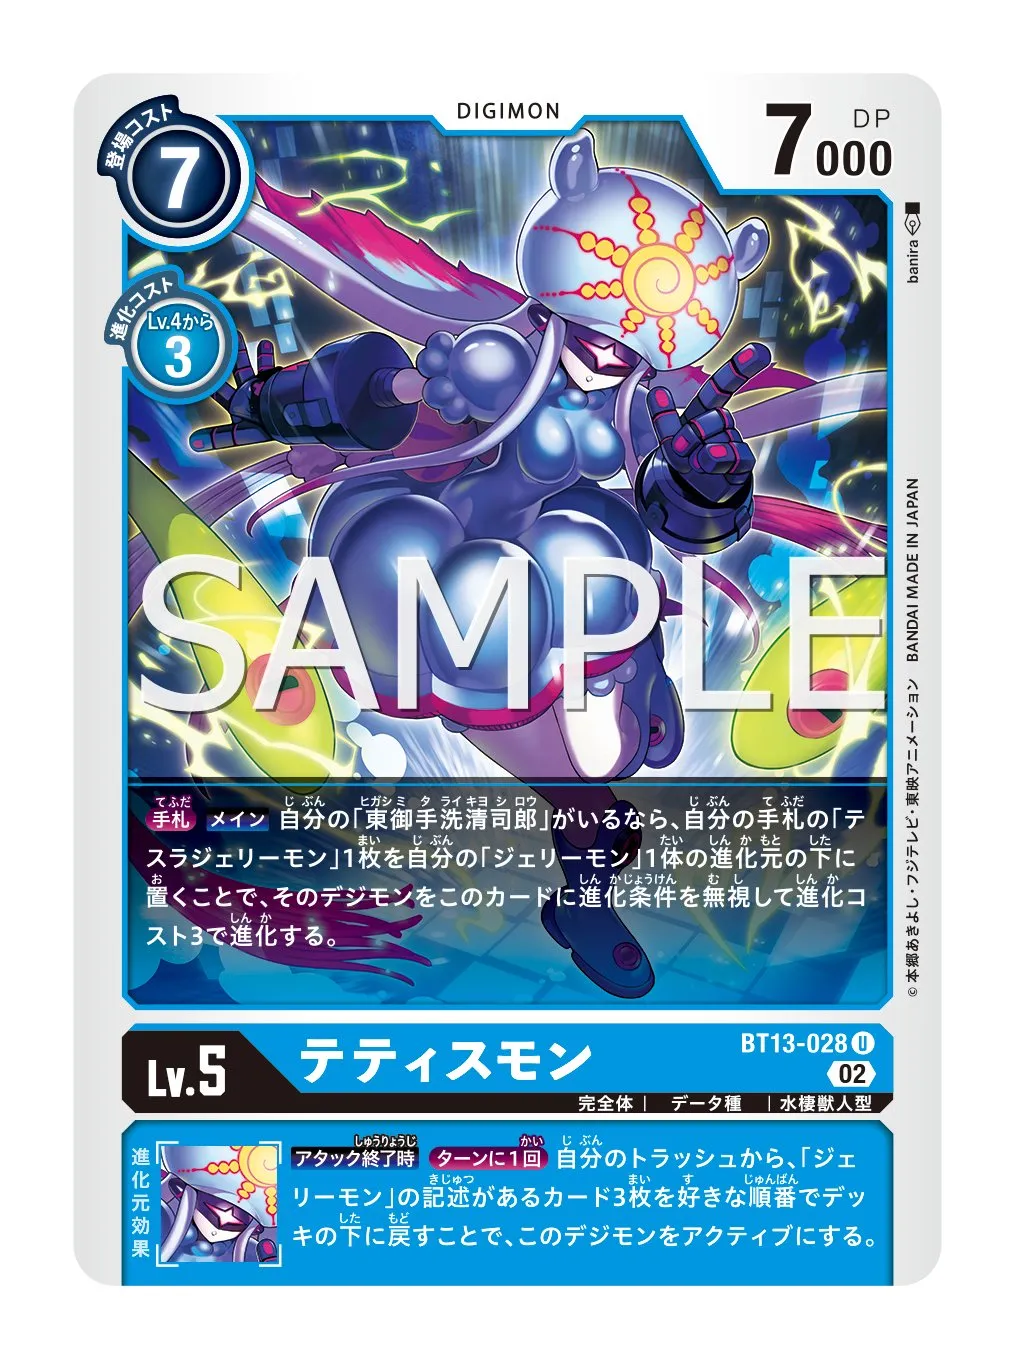 DIGIMON
登場コスト
7
7000
DP
進化コスト
Lv.4から
3
banira
BANDAI MADE IN JAPAN
©本郷あきよし・フジテレビ・東映アニメーション
SAMPLE
手札 メイン 自分の「東御手洗清司郎」がいるなら、自分の手札の「テ
スラジェリーモン」1枚を自分の「ジェリーモン」1体の進化元の下に
置くことで、そのデジモンをこのカードに進化条件を無視して進化コ
スト3で進化する。
Lv.5
テティスモン
BT13-028 U
02
完全体 | データ種 | 水棲獣人型
進化元効果
アタック終了時 ターンに1回 自分のトラッシュから、「ジェ
リーモン」の記述があるカード3枚を好きな順番でデッ
キの下に戻すことで、このデジモンをアクティブにする。